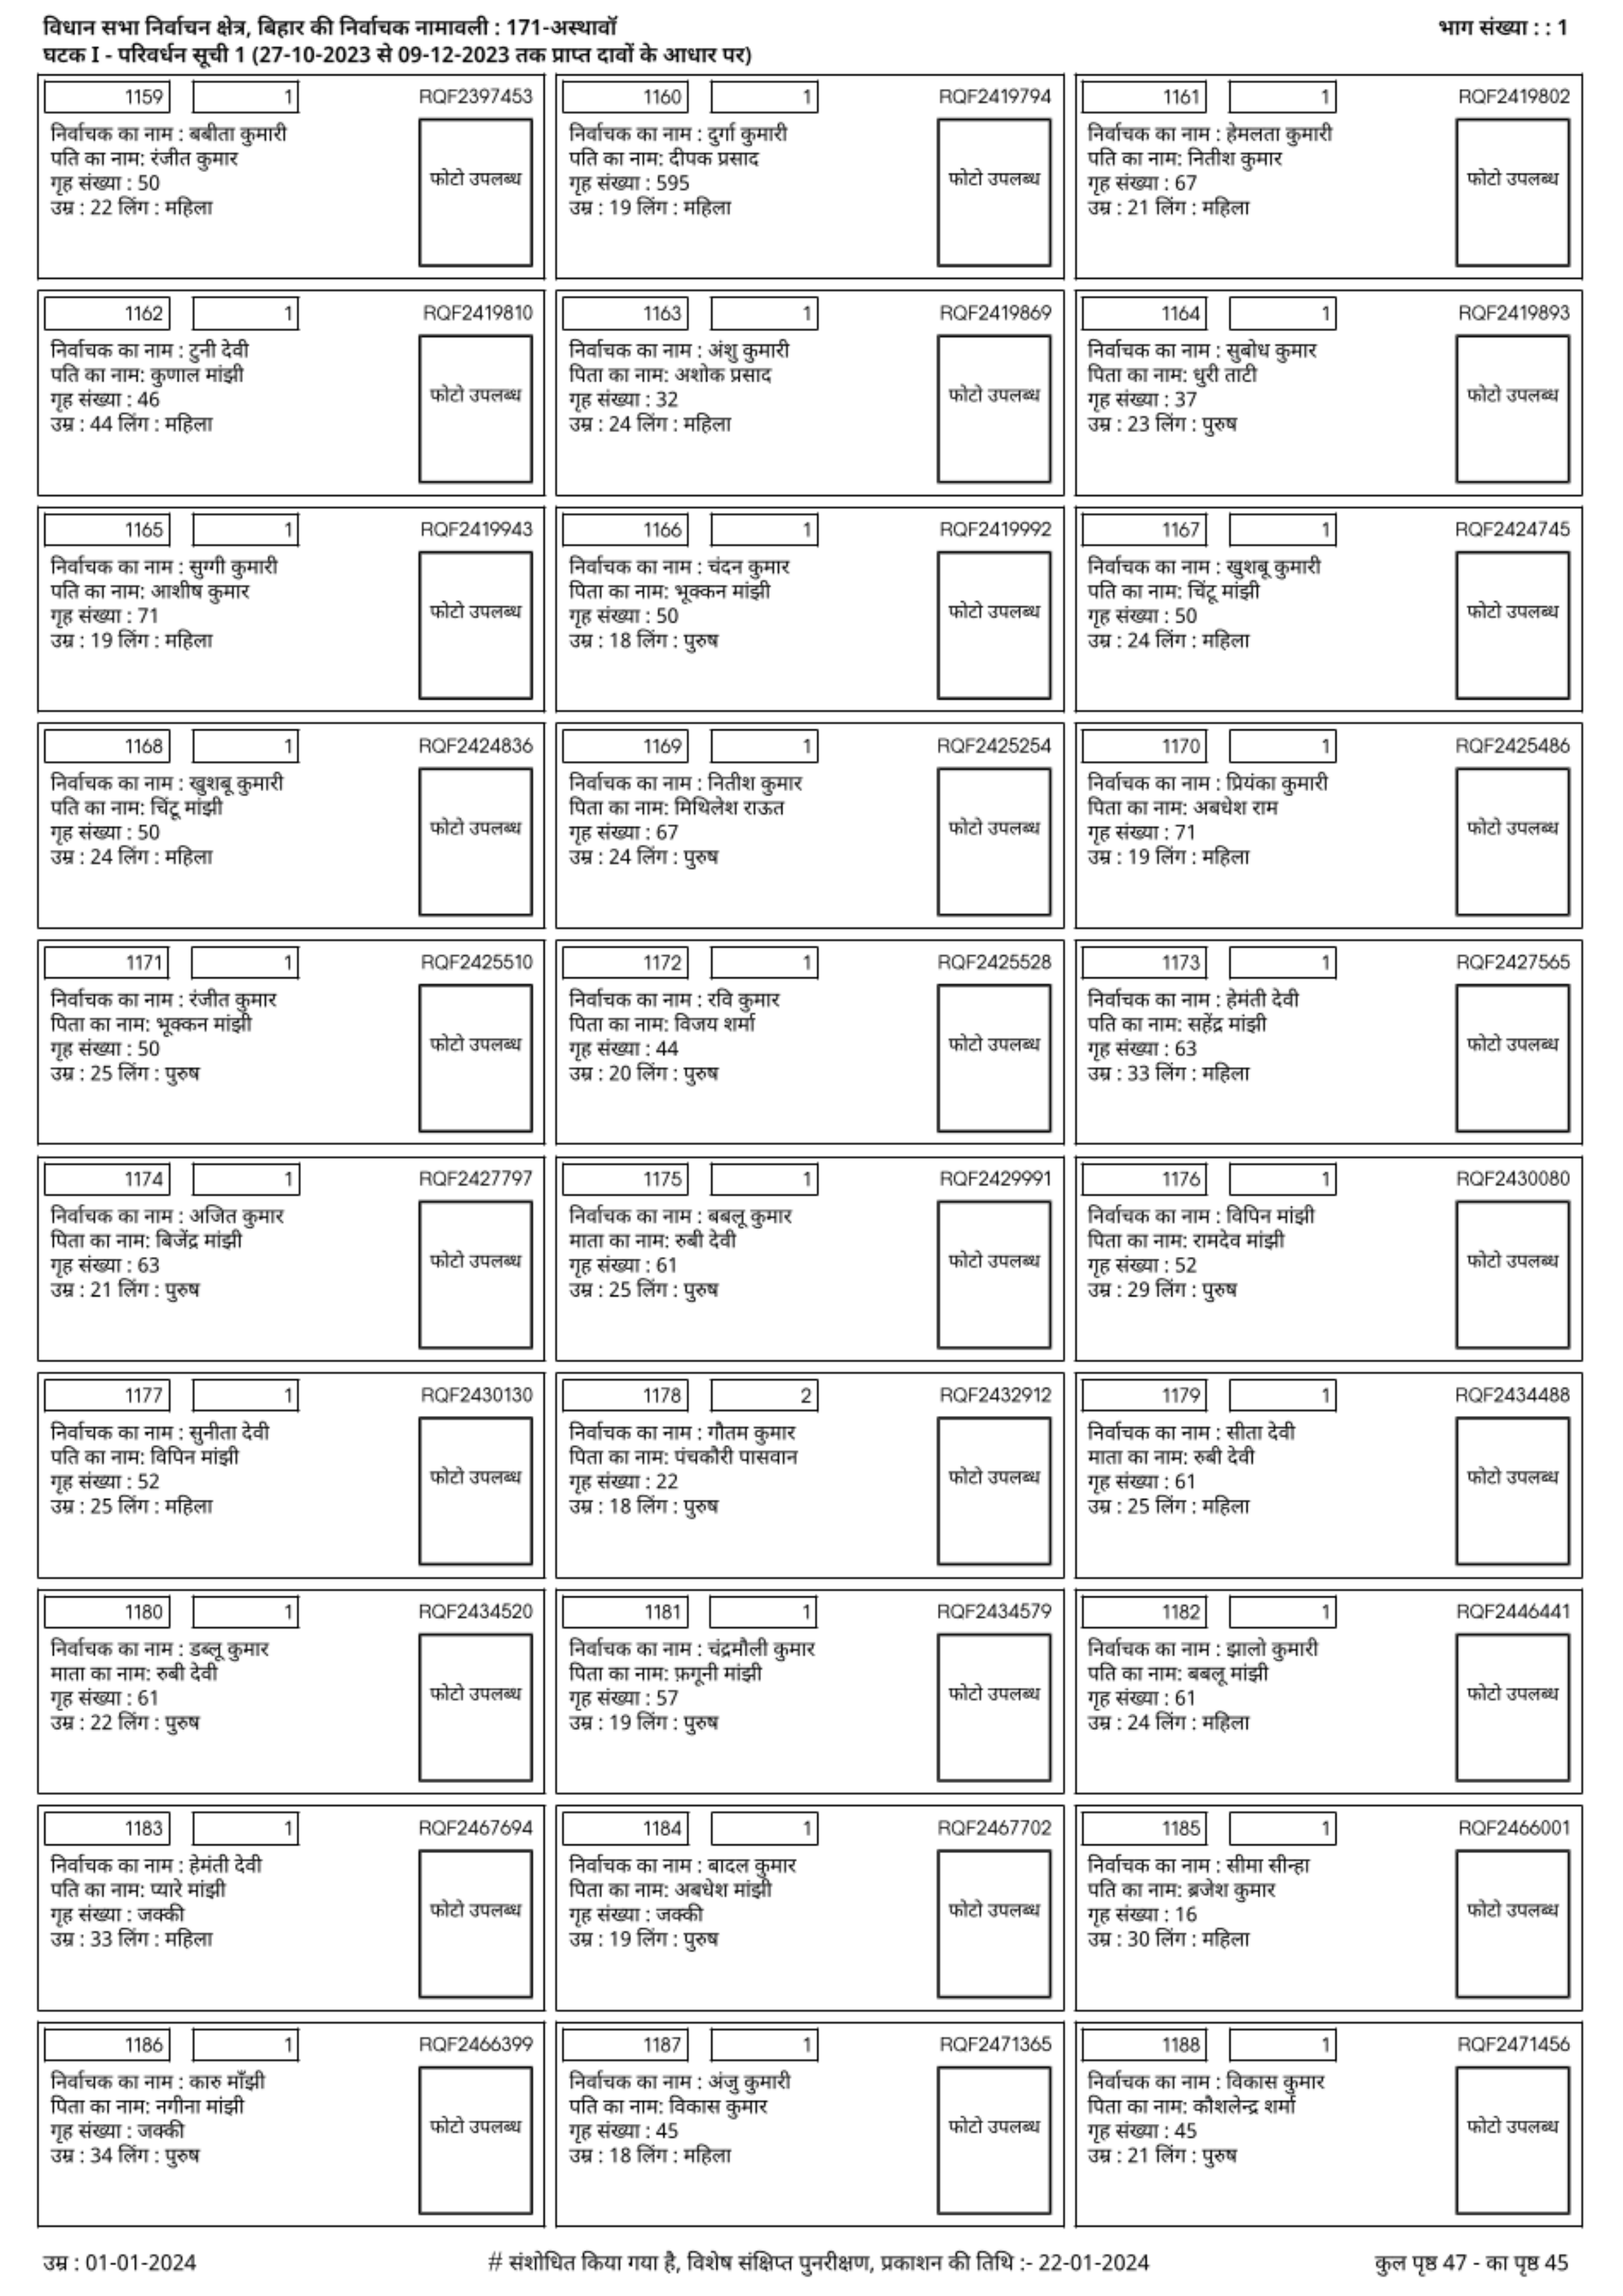 विधान सभा निर्वाचन क्षेत्र, बिहार की निर्वाचक नामावली : 171-अस्थावॉ
भाग संख्या : : 1
घटक I - परिवर्धन सूची 1 (27-10-2023 से 09-12-2023 तक प्राप्त दावों के आधार पर)
1159 1 RQF2397453
निर्वाचक का नाम : बबीता कुमारी
पति का नाम: रंजीत कुमार
गृह संख्या : 50
उम्र : 22 लिंग : महिला
फोटो उपलब्ध
1160 1 RQF2419794
निर्वाचक का नाम : दुर्गा कुमारी
पति का नाम: दीपक प्रसाद
गृह संख्या : 595
उम्र : 19 लिंग : महिला
फोटो उपलब्ध
1161 1 RQF2419802
निर्वाचक का नाम : हेमलता कुमारी
पति का नाम: नितीश कुमार
गृह संख्या : 67
उम्र : 21 लिंग : महिला
फोटो उपलब्ध
1162 1 RQF2419810
निर्वाचक का नाम : टुनी देवी
पति का नाम: कुणाल मांझी
गृह संख्या : 46
उम्र : 44 लिंग : महिला
फोटो उपलब्ध
1163 1 RQF2419869
निर्वाचक का नाम : अंशु कुमारी
पिता का नाम: अशोक प्रसाद
गृह संख्या : 32
उम्र : 24 लिंग : महिला
फोटो उपलब्ध
1164 1 RQF2419893
निर्वाचक का नाम : सुबोध कुमार
पिता का नाम: धुरी ताटी
गृह संख्या : 37
उम्र : 23 लिंग : पुरुष
फोटो उपलब्ध
1165 1 RQF2419943
निर्वाचक का नाम : सुग्गी कुमारी
पति का नाम: आशीष कुमार
गृह संख्या : 71
उम्र : 19 लिंग : महिला
फोटो उपलब्ध
1166 1 RQF2419992
निर्वाचक का नाम : चंदन कुमार
पिता का नाम: भूक्कन मांझी
गृह संख्या : 50
उम्र : 18 लिंग : पुरुष
फोटो उपलब्ध
1167 1 RQF2424745
निर्वाचक का नाम : खुशबू कुमारी
पति का नाम: चिंटू मांझी
गृह संख्या : 50
उम्र : 24 लिंग : महिला
फोटो उपलब्ध
1168 1 RQF2424836
निर्वाचक का नाम : खुशबू कुमारी
पति का नाम: चिंटू मांझी
गृह संख्या : 50
उम्र : 24 लिंग : महिला
फोटो उपलब्ध
1169 1 RQF2425254
निर्वाचक का नाम : नितीश कुमार
पिता का नाम: मिथिलेश राऊत
गृह संख्या : 67
उम्र : 24 लिंग : पुरुष
फोटो उपलब्ध
1170 1 RQF2425486
निर्वाचक का नाम : प्रियंका कुमारी
पिता का नाम: अबधेश राम
गृह संख्या : 71
उम्र : 19 लिंग : महिला
फोटो उपलब्ध
1171 1 RQF2425510
निर्वाचक का नाम : रंजीत कुमार
पिता का नाम: भूक्कन मांझी
गृह संख्या : 50
उम्र : 25 लिंग : पुरुष
फोटो उपलब्ध
1172 1 RQF2425528
निर्वाचक का नाम : रवि कुमार
पिता का नाम: विजय शर्मा
गृह संख्या : 44
उम्र : 20 लिंग : पुरुष
फोटो उपलब्ध
1173 1 RQF2427565
निर्वाचक का नाम : हेमंती देवी
पति का नाम: सहेंद्र मांझी
गृह संख्या : 63
उम्र : 33 लिंग : महिला
फोटो उपलब्ध
1174 1 RQF2427797
निर्वाचक का नाम : अजित कुमार
पिता का नाम: बिजेंद्र मांझी
गृह संख्या : 63
उम्र : 21 लिंग : पुरुष
फोटो उपलब्ध
1175 1 RQF2429991
निर्वाचक का नाम : बबलू कुमार
माता का नाम: रुबी देवी
गृह संख्या : 61
उम्र : 25 लिंग : पुरुष
फोटो उपलब्ध
1176 1 RQF2430080
निर्वाचक का नाम : विपिन मांझी
पिता का नाम: रामदेव मांझी
गृह संख्या : 52
उम्र : 29 लिंग : पुरुष
फोटो उपलब्ध
1177 1 RQF2430130
निर्वाचक का नाम : सुनीता देवी
पति का नाम: विपिन मांझी
गृह संख्या : 52
उम्र : 25 लिंग : महिला
फोटो उपलब्ध
1178 2 RQF2432912
निर्वाचक का नाम : गौतम कुमार
पिता का नाम: पंचकौरी पासवान
गृह संख्या : 22
उम्र : 18 लिंग : पुरुष
फोटो उपलब्ध
1179 1 RQF2434488
निर्वाचक का नाम : सीता देवी
माता का नाम: रुबी देवी
गृह संख्या : 61
उम्र : 25 लिंग : महिला
फोटो उपलब्ध
1180 1 RQF2434520
निर्वाचक का नाम : डब्लू कुमार
माता का नाम: रुबी देवी
गृह संख्या : 61
उम्र : 22 लिंग : पुरुष
फोटो उपलब्ध
1181 1 RQF2434579
निर्वाचक का नाम : चंद्रमौली कुमार
पिता का नाम: फ़गूनी मांझी
गृह संख्या : 57
उम्र : 19 लिंग : पुरुष
फोटो उपलब्ध
1182 1 RQF2446441
निर्वाचक का नाम : झालो कुमारी
पति का नाम: बबलू मांझी
गृह संख्या : 61
उम्र : 24 लिंग : महिला
फोटो उपलब्ध
1183 1 RQF2467694
निर्वाचक का नाम : हेमंती देवी
पति का नाम: प्यारे मांझी
गृह संख्या : जक्की
उम्र : 33 लिंग : महिला
फोटो उपलब्ध
1184 1 RQF2467702
निर्वाचक का नाम : बादल कुमार
पिता का नाम: अबधेश मांझी
गृह संख्या : जक्की
उम्र : 19 लिंग : पुरुष
फोटो उपलब्ध
1185 1 RQF2466001
निर्वाचक का नाम : सीमा सीन्हा
पति का नाम: ब्रजेश कुमार
गृह संख्या : 16
उम्र : 30 लिंग : महिला
फोटो उपलब्ध
1186 1 RQF2466399
निर्वाचक का नाम : कारु माँझी
पिता का नाम: नगीना मांझी
गृह संख्या : जक्की
उम्र : 34 लिंग : पुरुष
फोटो उपलब्ध
1187 1 RQF2471365
निर्वाचक का नाम : अंजु कुमारी
पति का नाम: विकास कुमार
गृह संख्या : 45
उम्र : 18 लिंग : महिला
फोटो उपलब्ध
1188 1 RQF2471456
निर्वाचक का नाम : विकास कुमार
पिता का नाम: कौशलेन्द्र शर्मा
गृह संख्या : 45
उम्र : 21 लिंग : पुरुष
फोटो उपलब्ध
उम्र : 01-01-2024
# संशोधित किया गया है, विशेष संक्षिप्त पुनरीक्षण, प्रकाशन की तिथि :- 22-01-2024
कुल पृष्ठ 47 - का पृष्ठ 45